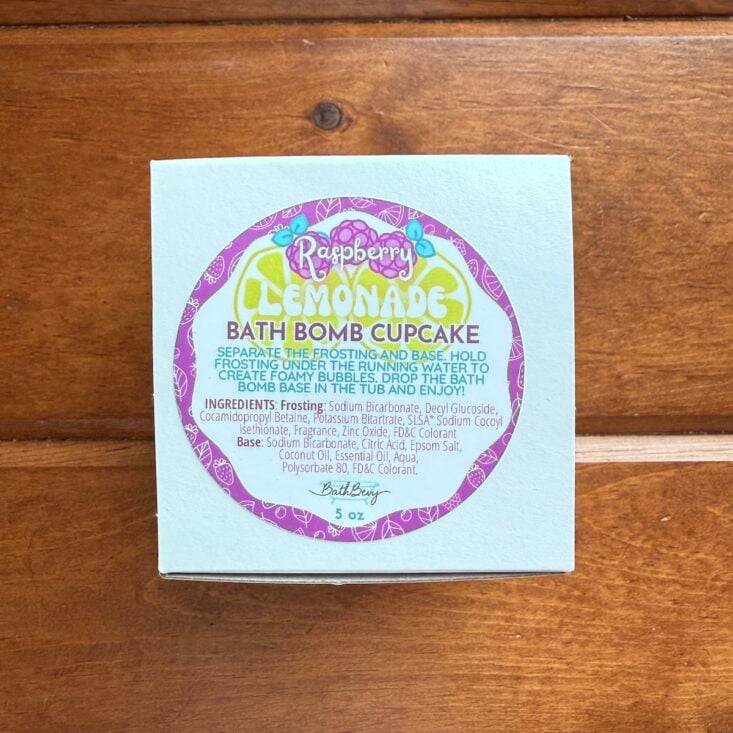 Raspberry
LEMONADE
BATH BOMB CUPCAKE
SEPARATE THE FROSTING AND BASE. HOLD
FROSTING UNDER THE RUNNING WATER TO
CREATE FOAMY BUBBLES. DROP THE BATH
BOMB BASE IN THE TUB AND ENJOY!
INGREDIENTS: Frosting: Sodium Bicarbonate, Decyl Glucoside,
Cocamidopropyl Betaine, Potassium Bitartrate, SLSA* Sodium Cocoyl
Isethionate, Fragrance, Zinc Oxide, FD&C Colorant
Base: Sodium Bicarbonate, Citric Acid, Epsom Salt,
Coconut Oil, Essential Oil, Aqua,
Polysorbate 80, FD&C Colorant.
BathBevy
5 oz